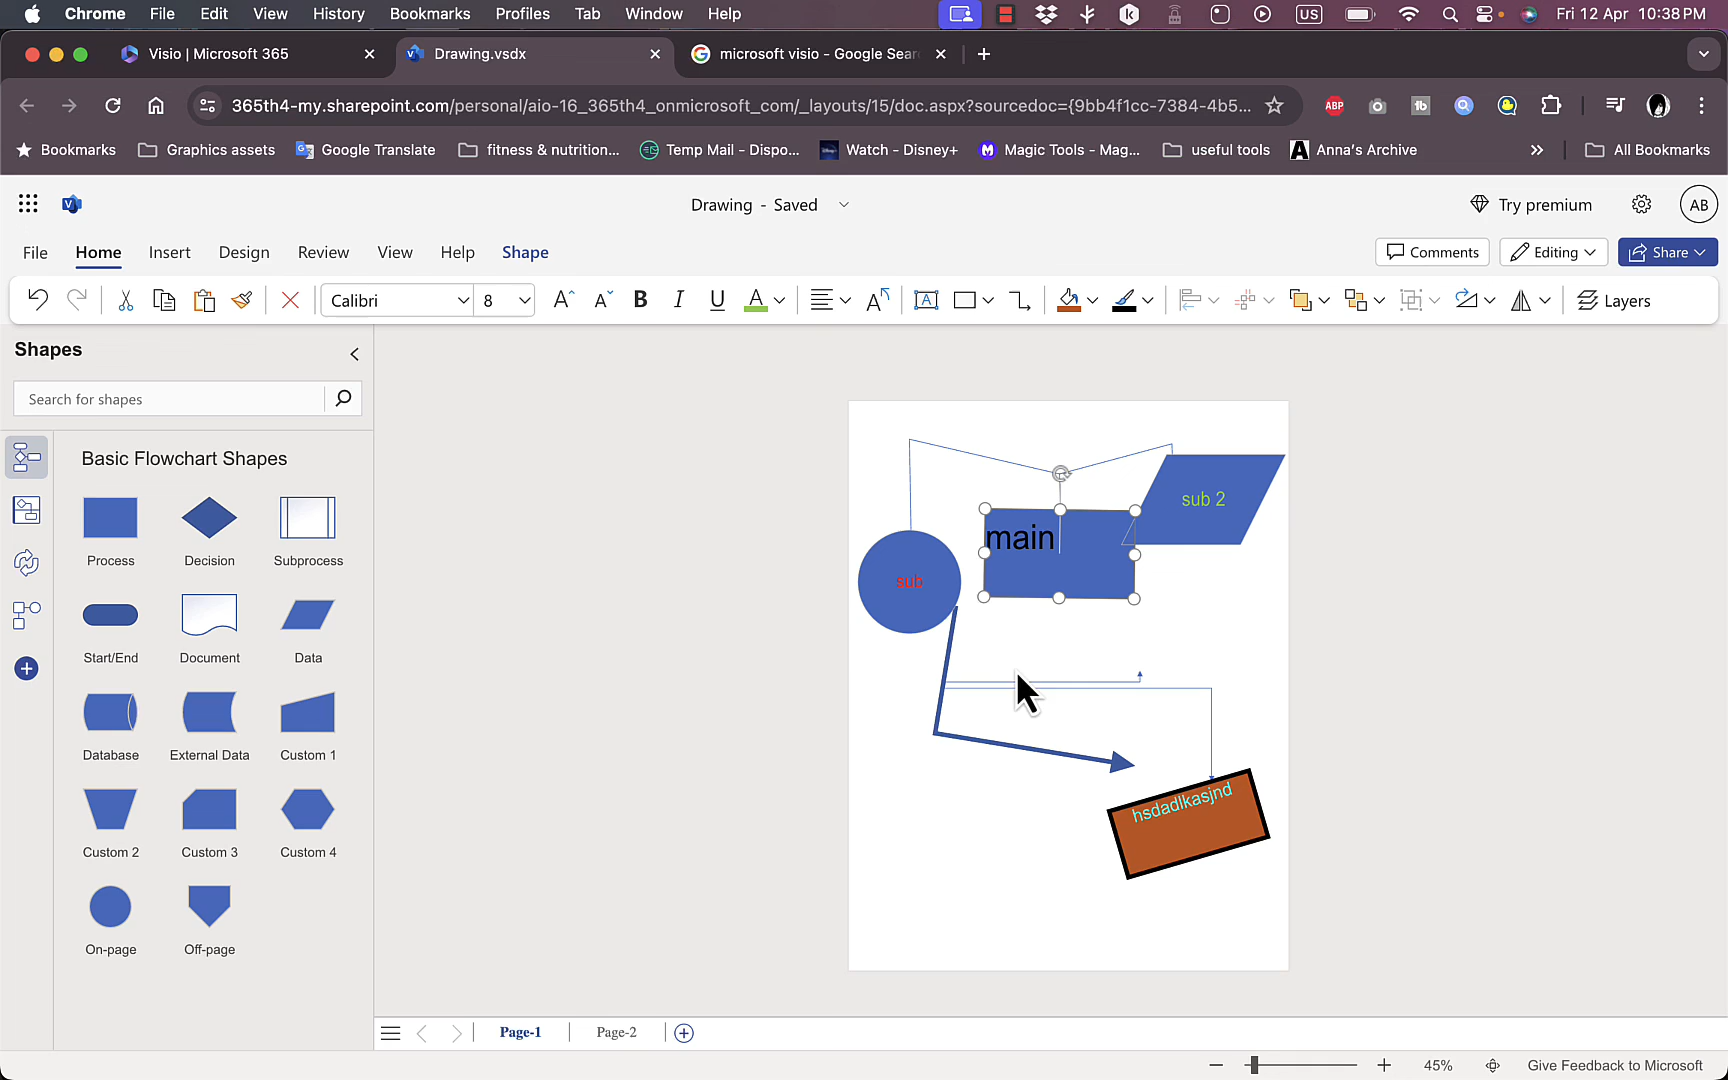 Chrome File Edit View History Bookmarks Profiles Tab Window Help US Fri 12 Apr 10:38 PM
Visio | Microsoft 365
Drawing.vsdx
microsoft visio - Google Sear
365th4-my.sharepoint.com/personal/aio-16_365th4_onmicrosoft_com/_layouts/15/doc.aspx?sourcedoc={9bb4f1cc-7384-4b5...
ABP
Bookmarks Graphics assets Google Translate fitness & nutrition... Temp Mail - Dispo... Watch - Disney+ Magic Tools - Mag... useful tools Anna's Archive All Bookmarks
Drawing - Saved
Try premium
AB
File Home Insert Design Review View Help Shape
Comments
Editing
Share
Calibri
8
Layers
Shapes
Search for shapes
Basic Flowchart Shapes
Process Decision Subprocess
Start/End Document Data
Database External Data Custom 1
Custom 2 Custom 3 Custom 4
On-page Off-page
sub 2
main
sub
hsdadlkasjnd
Page-1
Page-2
45%
Give Feedback to Microsoft